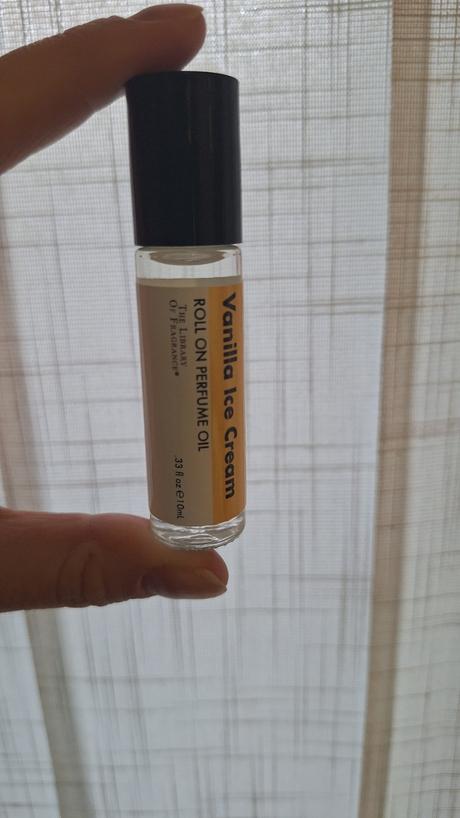 Vanilla Ice Cream
ROLL ON PERFUME OIL
THE LIBRARY
OF FRAGRANCE®
.33 fl oz ℮10mL